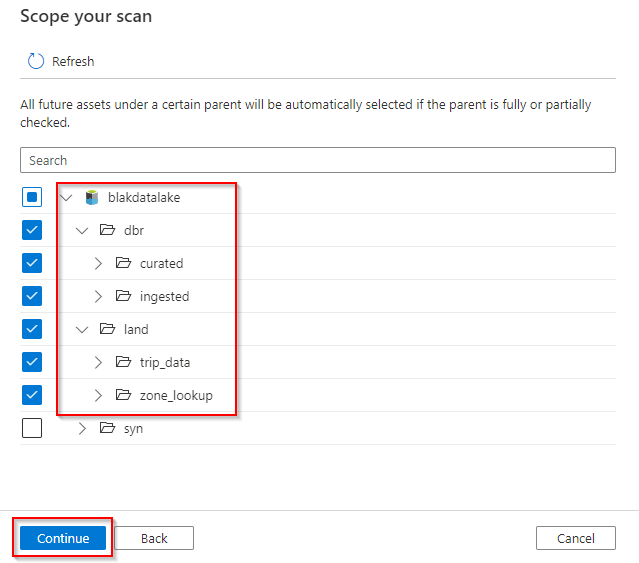 Scope your scan
Refresh
All future assets under a certain parent will be automatically selected if the parent is fully or partially
checked.
Search
blakdatalake
dbr
curated
ingested
land
trip_data
zone_lookup
syn
Continue Back Cancel